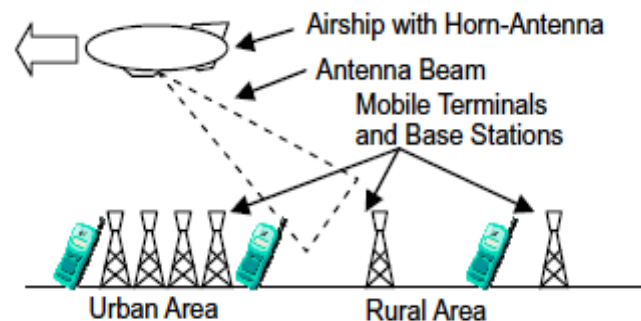 Airship with Horn-Antenna
Antenna Beam
Mobile Terminals
and Base Stations
Urban Area
Rural Area